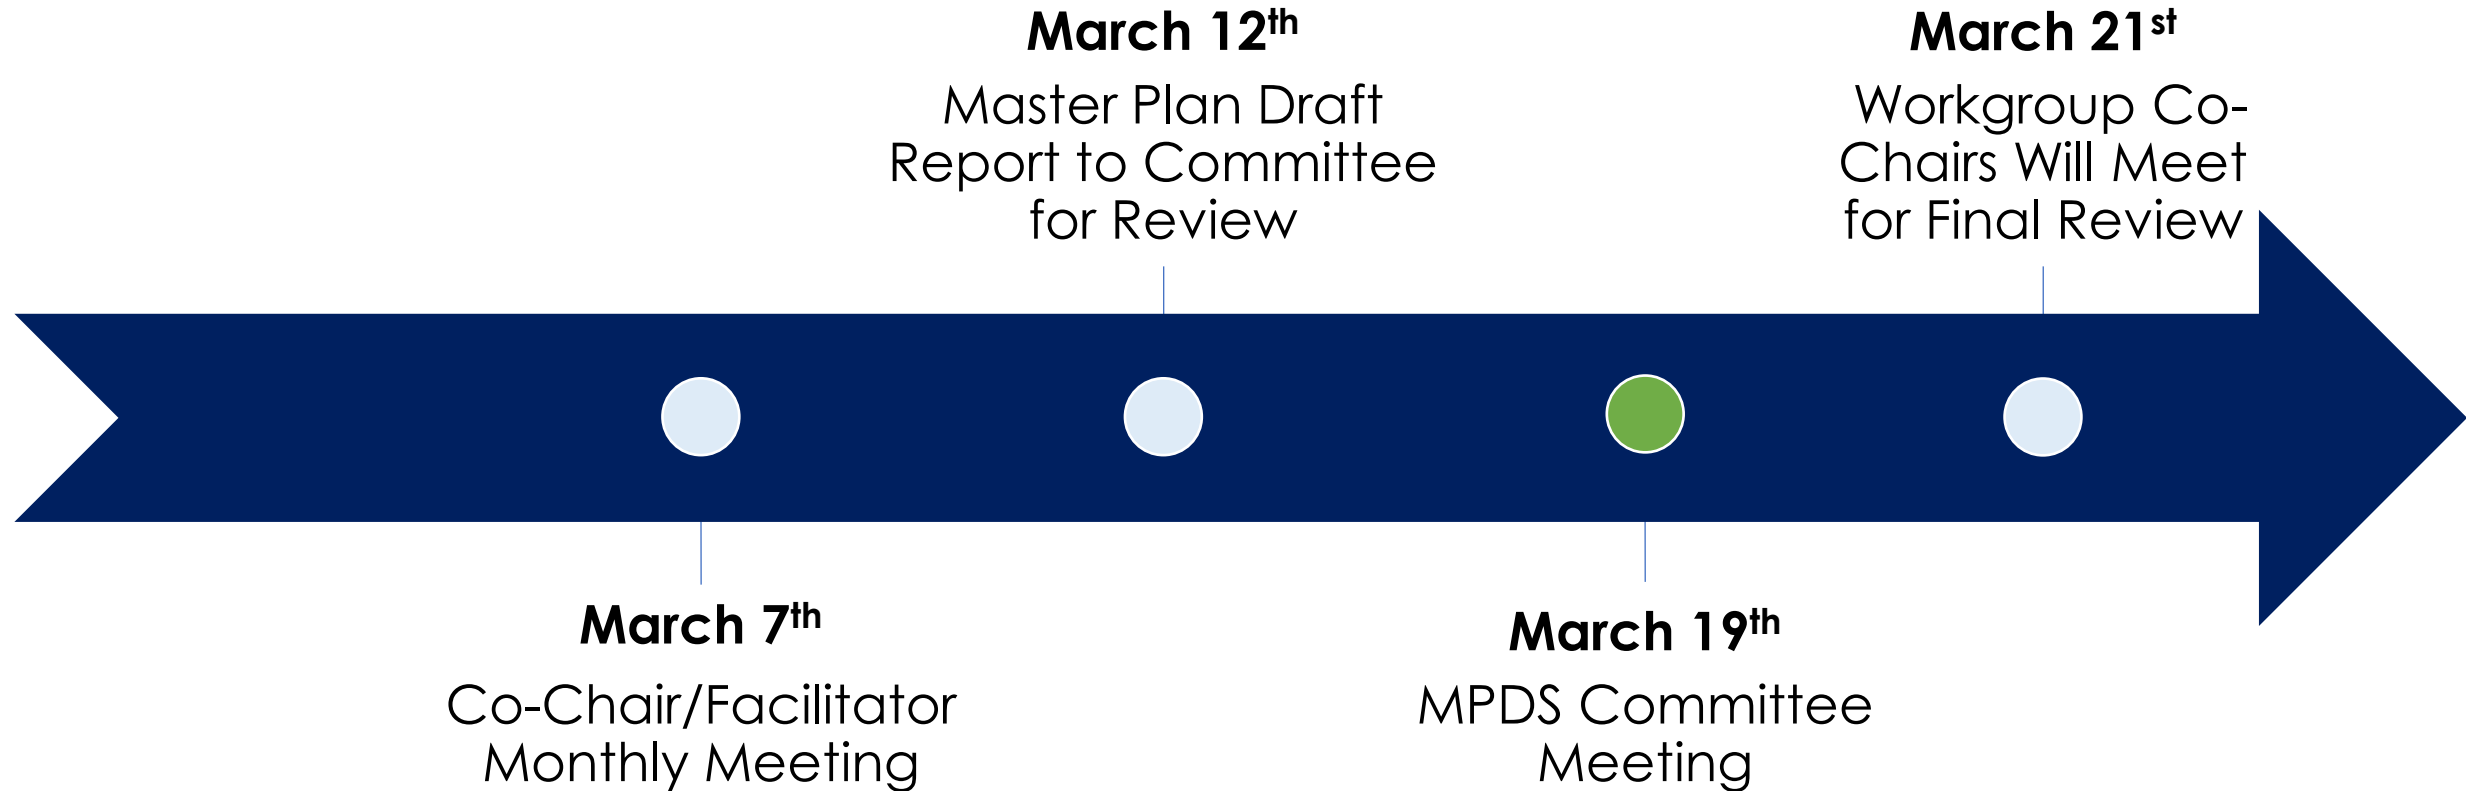 March 12th
Master Plan Draft
Report to Committee
for Review
March 21st
Workgroup Co-
Chairs Will Meet
for Final Review
March 7th
Co-Chair/Facilitator
Monthly Meeting
March 19th
MPDS Committee
Meeting